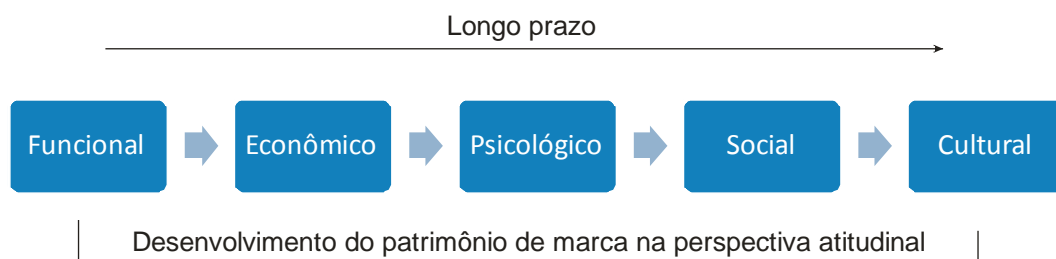 Longo prazo
Funcional
Econômico
Psicológico
Social
Cultural
Desenvolvimento do patrimônio de marca na perspectiva atitudinal